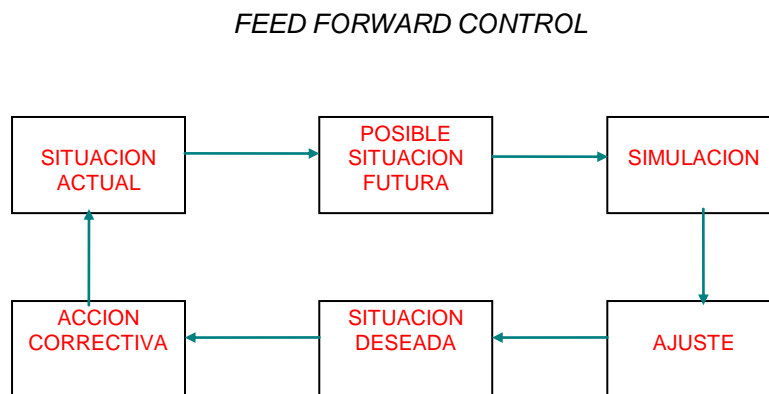 FEED FORWARD CONTROL
SITUACION
ACTUAL
POSIBLE
SITUACION
FUTURA
SIMULACION
ACCION
CORRECTIVA
SITUACION
DESEADA
AJUSTE